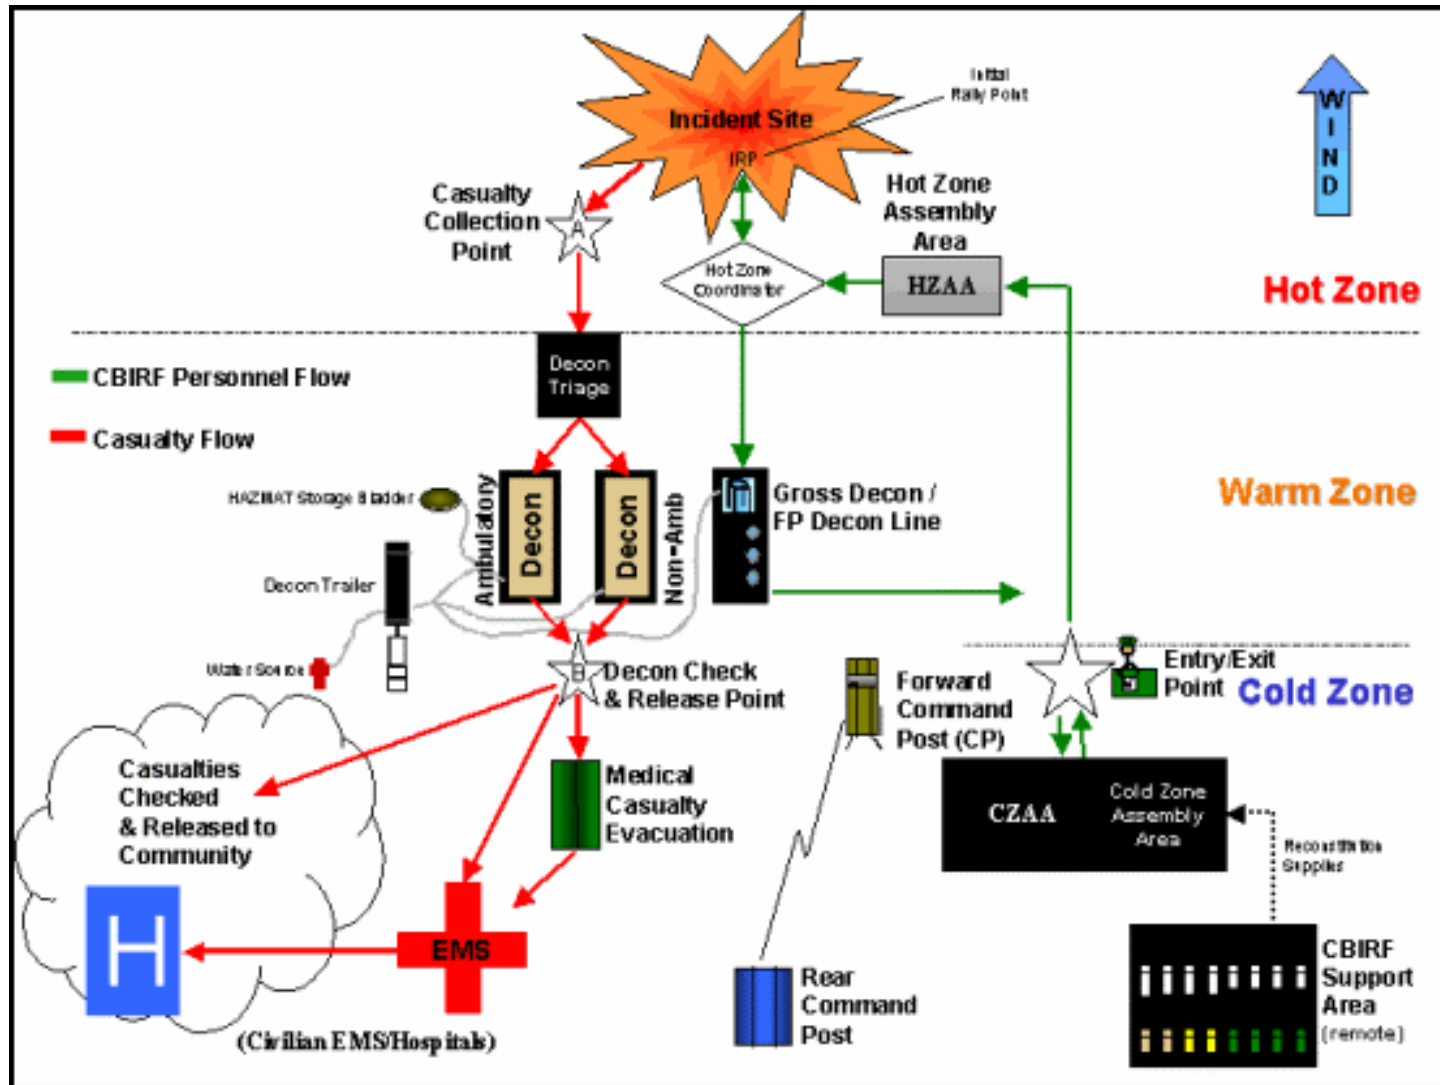 Incident Site
IRP
Initial
Rally Point
W
I
N
D
Casualty
Collection
Point
A
Hot Zone
Assembly
Area
Hot Zone
Coordinator
HZAA
Hot Zone
Decon
Triage
CBIRF Personnel Flow
Casualty Flow
HAZMAT Storage Bladder
Ambulatory
Decon
Decon
Non-Amb
Gross Decon /
FP Decon Line
Warm Zone
Decon Trailer
Water Source
B
Decon Check
& Release Point
Forward
Command
Post (CP)
Entry/Exit
Point
Cold Zone
Casualties
Checked
& Released to
Community
Medical
Casualty
Evacuation
CZAA
Cold Zone
Assembly
Area
Reconstitution
Supplies
H
EMS
(Civilian EMS/Hospitals)
Rear
Command
Post
CBIRF
Support
Area
(remote)